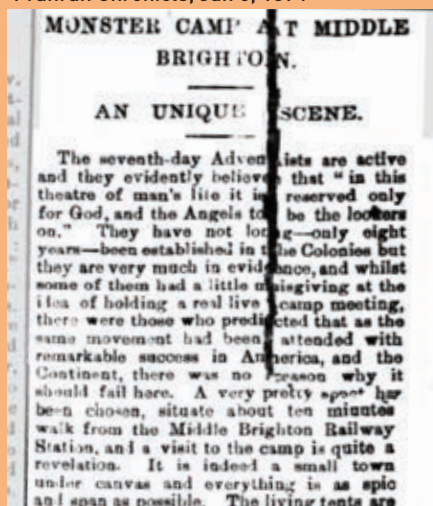 MONSTER CAMP AT MIDDLE
BRIGHTON.
AN UNIQUE SCENE.
The seventh-day Adventists are active
and they evidently believe that " in this
theatre of man's life it is reserved only
for God, and the Angels to be the lookers
on." They have not long—only eight
years—been established in the Colonies but
they are very much in evidence, and whilst
some of them had a little misgiving at the
idea of holding a real live camp meeting,
there were those who predicted that as the
same movement had been attended with
remarkable success in America, and the
Continent, there was no reason why it
should fail here. A very pretty spot has
been chosen, situate about ten minutes
walk from the Middle Brighton Railway
Station, and a visit to the camp is quite a
revelation. It is indeed a small town
under canvas and everything is as spic
and span as possible. The living tents are